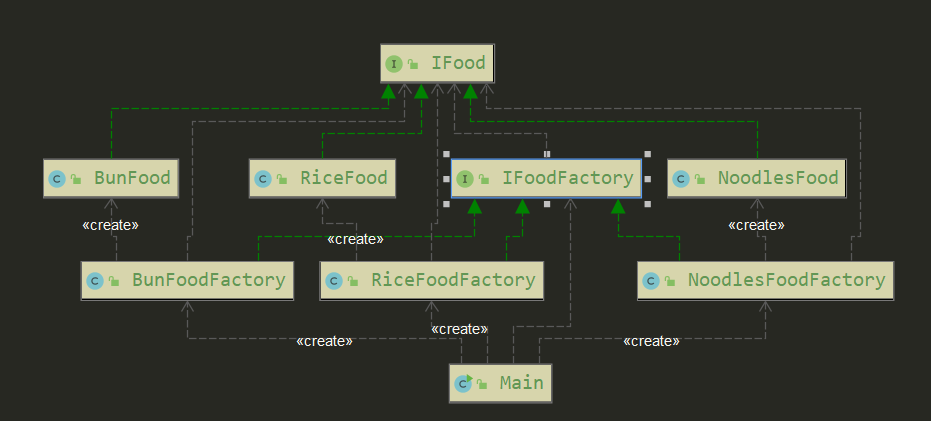 I IFood
C BunFood
C RiceFood
I IFoodFactory
C NoodlesFood
«create»
«create»
«create»
C BunFoodFactory
C RiceFoodFactory
C NoodlesFoodFactory
«create»
«create»
«create»
C Main